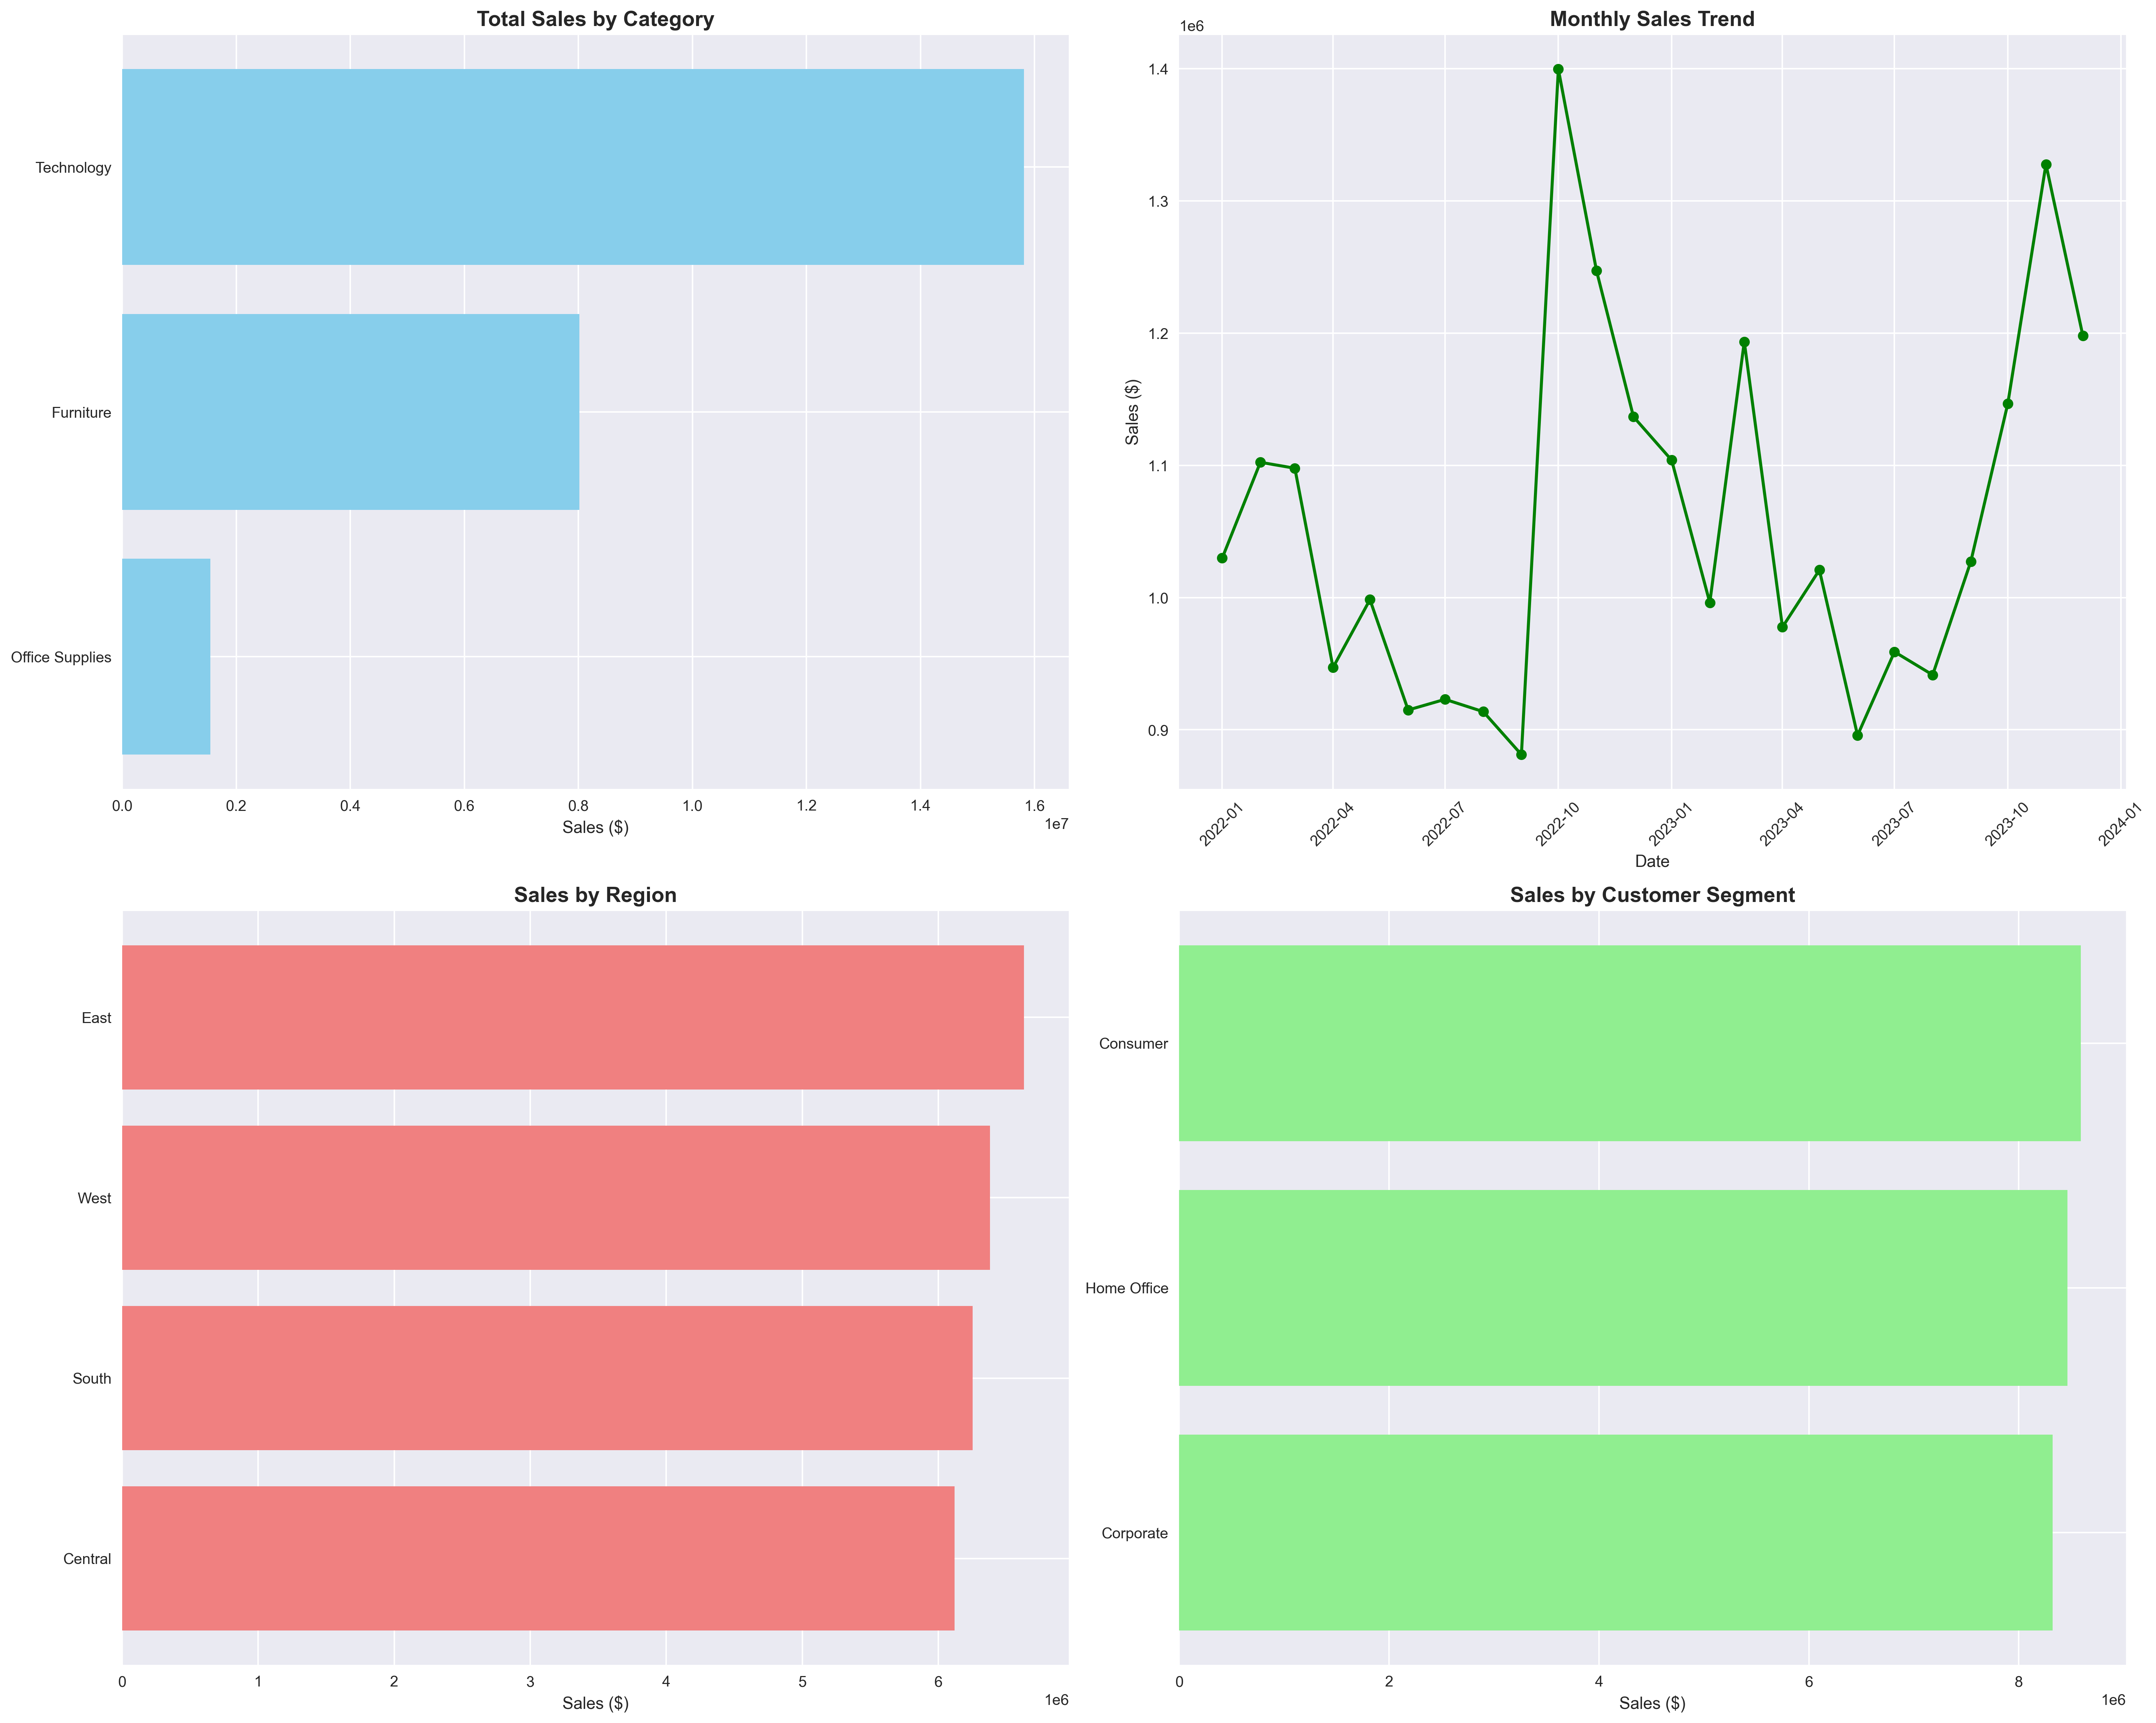 Total Sales by Category
Technology
Furniture
Office Supplies
0.0 0.2 0.4 0.6 0.8 1.0 1.2 1.4 1.6
1e7
Sales ($)
Monthly Sales Trend
1e6
1.4
1.3
1.2
1.1
1.0
0.9
Sales ($)
2022-01 2022-04 2022-07 2022-10 2023-01 2023-04 2023-07 2023-10 2024-01
Date
Sales by Region
East
West
South
Central
0 1 2 3 4 5 6
1e6
Sales ($)
Sales by Customer Segment
Consumer
Home Office
Corporate
0 2 4 6 8
1e6
Sales ($)